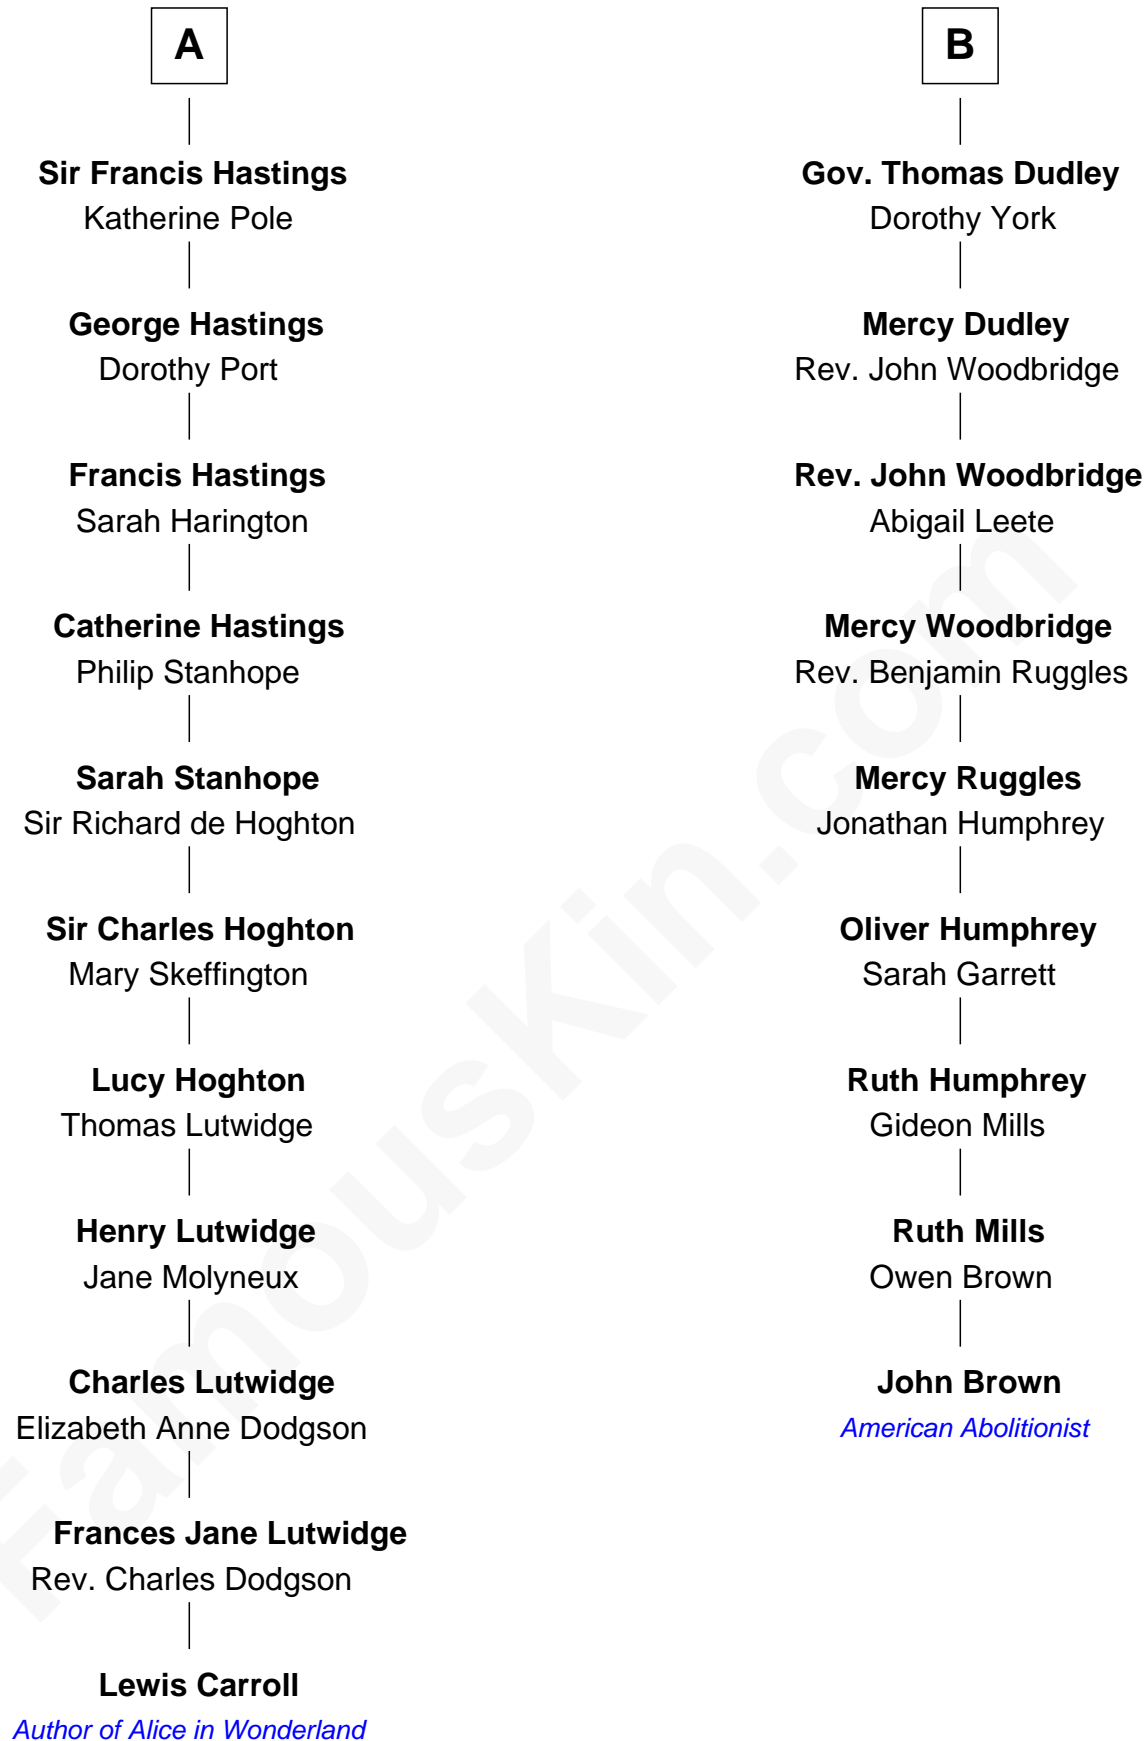 A
Sir Francis Hastings
Katherine Pole
George Hastings
Dorothy Port
Francis Hastings
Sarah Harington
Catherine Hastings
Philip Stanhope
Sarah Stanhope
Sir Richard de Hoghton
Sir Charles Hoghton
Mary Skeffington
Lucy Hoghton
Thomas Lutwidge
Henry Lutwidge
Jane Molyneux
Charles Lutwidge
Elizabeth Anne Dodgson
Frances Jane Lutwidge
Rev. Charles Dodgson
Lewis Carroll
Author of Alice in Wonderland
B
Gov. Thomas Dudley
Dorothy York
Mercy Dudley
Rev. John Woodbridge
Rev. John Woodbridge
Abigail Leete
Mercy Woodbridge
Rev. Benjamin Ruggles
Mercy Ruggles
Jonathan Humphrey
Oliver Humphrey
Sarah Garrett
Ruth Humphrey
Gideon Mills
Ruth Mills
Owen Brown
John Brown
American Abolitionist
FamousKin.com